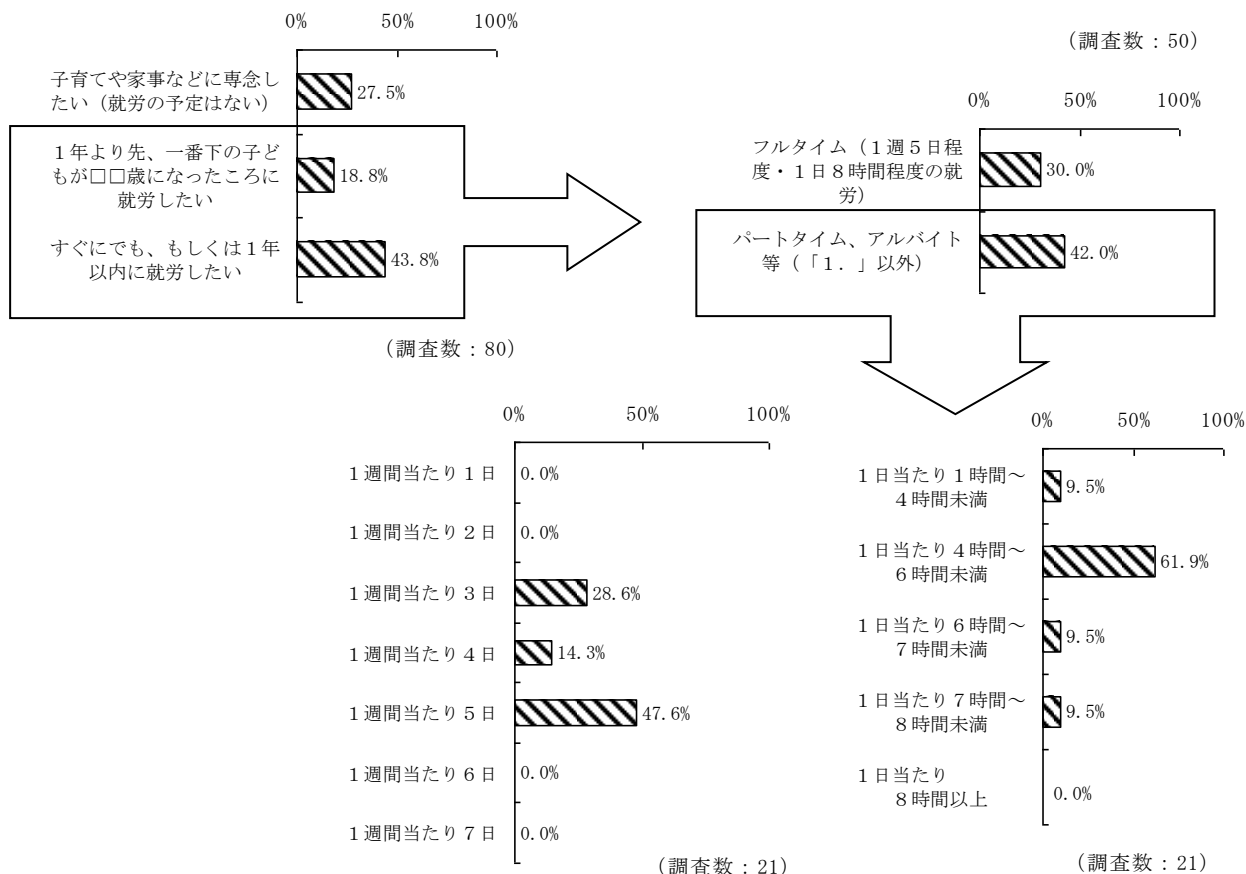 0% 50% 100%
子育てや家事などに専念し
たい（就労の予定はない）
27.5%
１年より先、一番下の子ど
もが□□歳になったころに
就労したい
18.8%
すぐにでも、もしくは１年
以内に就労したい
43.8%
（調査数：80）
（調査数：50）
0% 50% 100%
フルタイム（１週５日程
度・１日８時間程度の就
労）
30.0%
パートタイム、アルバイト
等（「１．」以外）
42.0%
0% 50% 100%
１週間当たり１日 0.0%
１週間当たり２日 0.0%
１週間当たり３日 28.6%
１週間当たり４日 14.3%
１週間当たり５日 47.6%
１週間当たり６日 0.0%
１週間当たり７日 0.0%
（調査数：21）
0% 50% 100%
１日当たり１時間～
４時間未満
9.5%
１日当たり４時間～
６時間未満
61.9%
１日当たり６時間～
７時間未満
9.5%
１日当たり７時間～
８時間未満
9.5%
１日当たり
８時間以上
0.0%
（調査数：21）